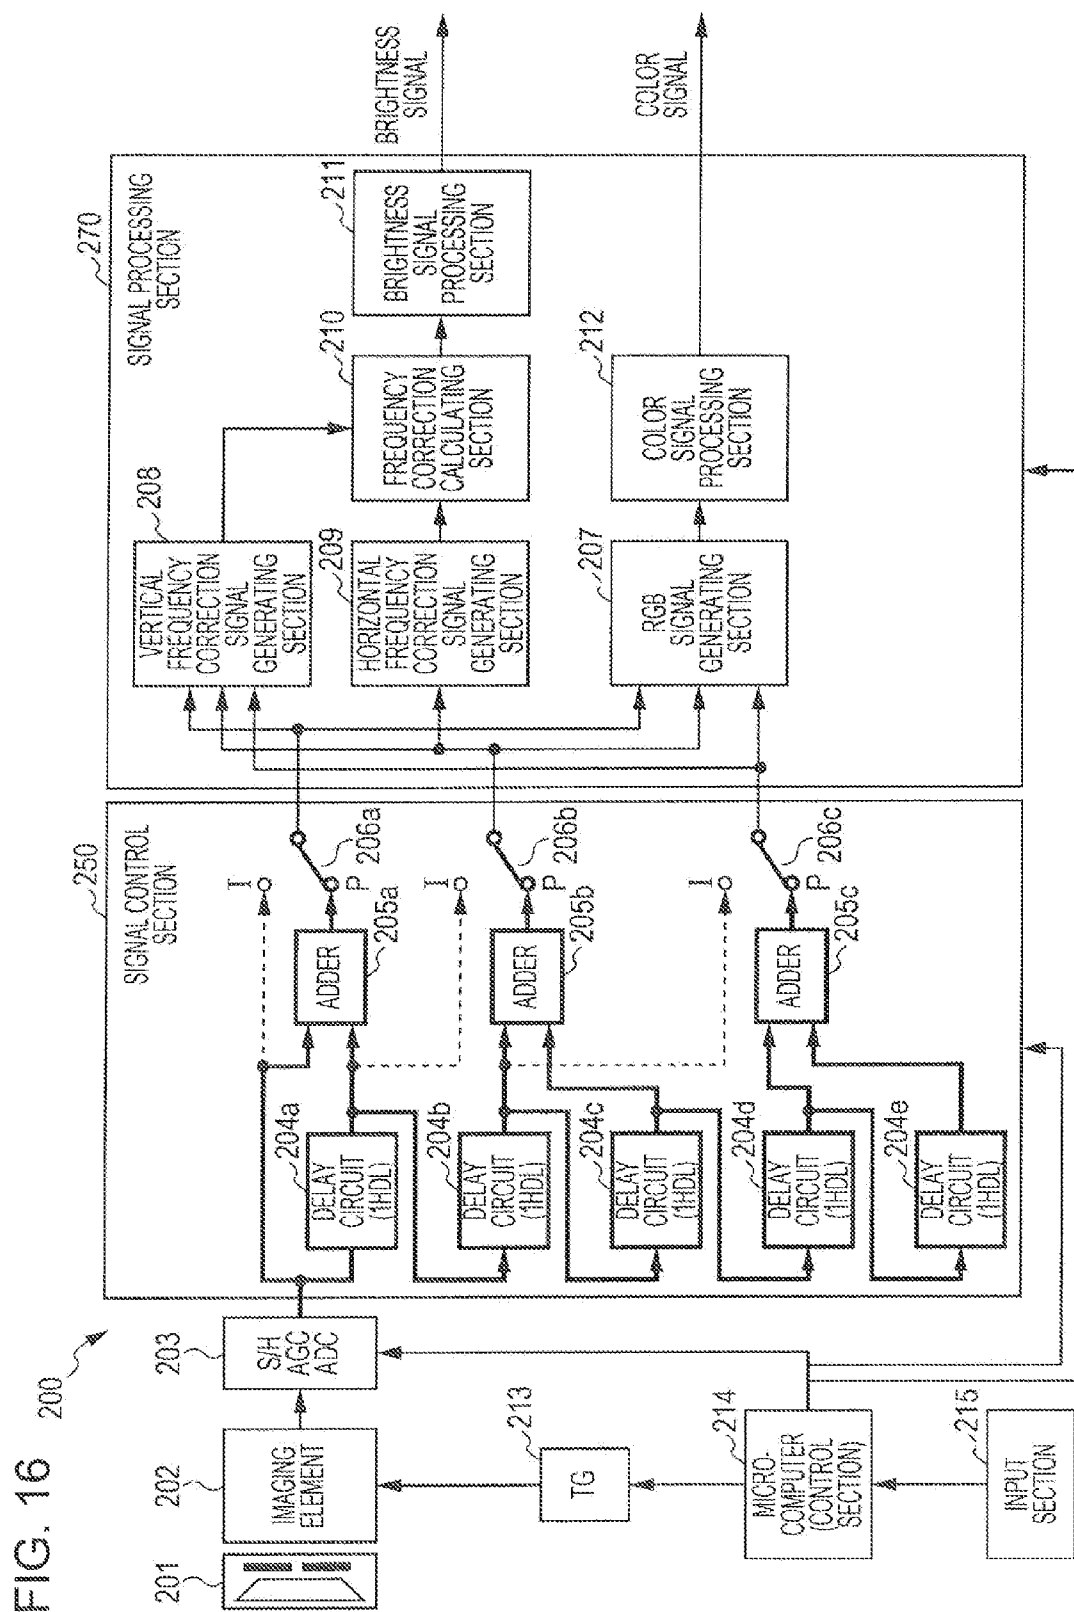 FIG. 16
200
201
202
IMAGING
ELEMENT
203
S/H
AGC
ADC
213
TG
214
MICRO-
COMPUTER
(CONTROL
SECTION)
215
INPUT
SECTION
250
SIGNAL CONTROL
SECTION
204a
DELAY
CIRCUIT
(1HDL)
204b
DELAY
CIRCUIT
(1HDL)
204c
DELAY
CIRCUIT
(1HDL)
204d
DELAY
CIRCUIT
(1HDL)
204e
DELAY
CIRCUIT
(1HDL)
ADDER
205a
I
P
206a
ADDER
205b
I
P
206b
ADDER
205c
I
P
206c
270
SIGNAL PROCESSING
SECTION
208
VERTICAL
FREQUENCY
CORRECTION
SIGNAL
GENERATING
SECTION
209
HORIZONTAL
FREQUENCY
CORRECTION
SIGNAL
GENERATING
SECTION
207
RGB
SIGNAL
GENERATING
SECTION
210
FREQUENCY
CORRECTION
CALCULATING
SECTION
211
BRIGHTNESS
SIGNAL
PROCESSING
SECTION
212
COLOR
SIGNAL
PROCESSING
SECTION
BRIGHTNESS
SIGNAL
COLOR
SIGNAL